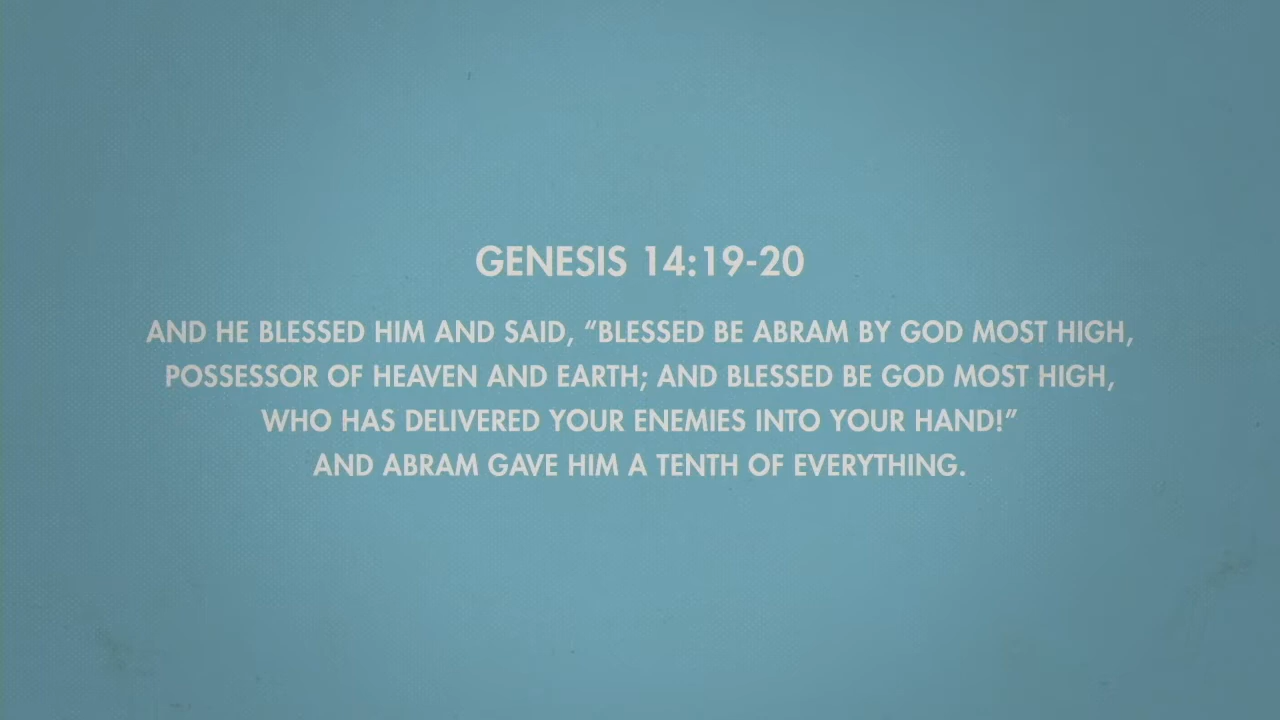 GENESIS 14:19-20
AND HE BLESSED HIM AND SAID, “BLESSED BE ABRAM BY GOD MOST HIGH,
POSSESSOR OF HEAVEN AND EARTH; AND BLESSED BE GOD MOST HIGH,
WHO HAS DELIVERED YOUR ENEMIES INTO YOUR HAND!”
AND ABRAM GAVE HIM A TENTH OF EVERYTHING.